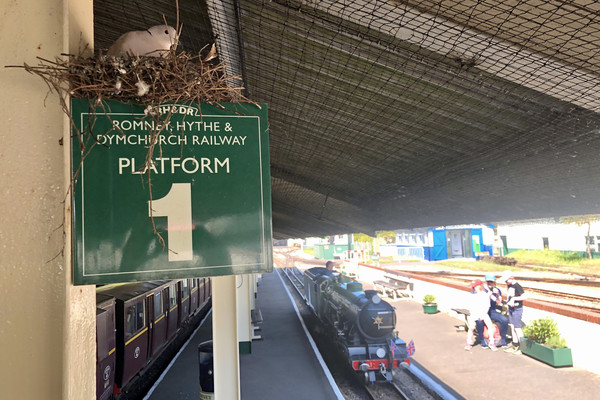 RH&DR
ROMNEY, HYTHE &
DYMCHURCH RAILWAY
PLATFORM
1